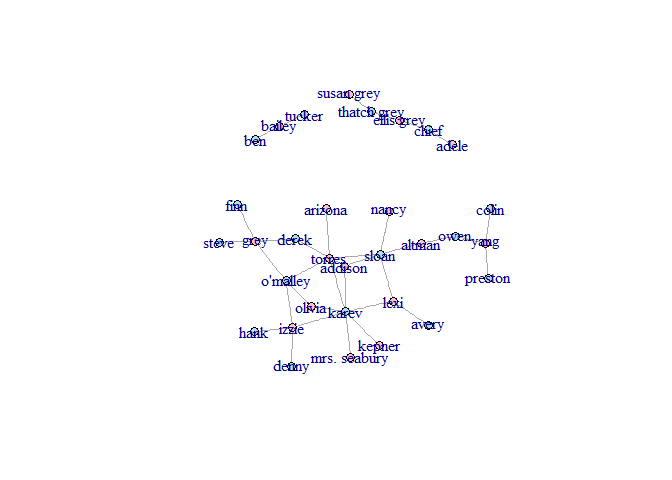 susan grey
thatch grey
tucker
ellis grey
bailey
chief
ben
adele
finn
arizona
nancy
colin
steve
grey
derek
owen
yang
altman
torres
sloan
addison
preston
o'malley
olivia
karev
lexi
hank
izzie
avery
kepner
mrs. seabury
denny